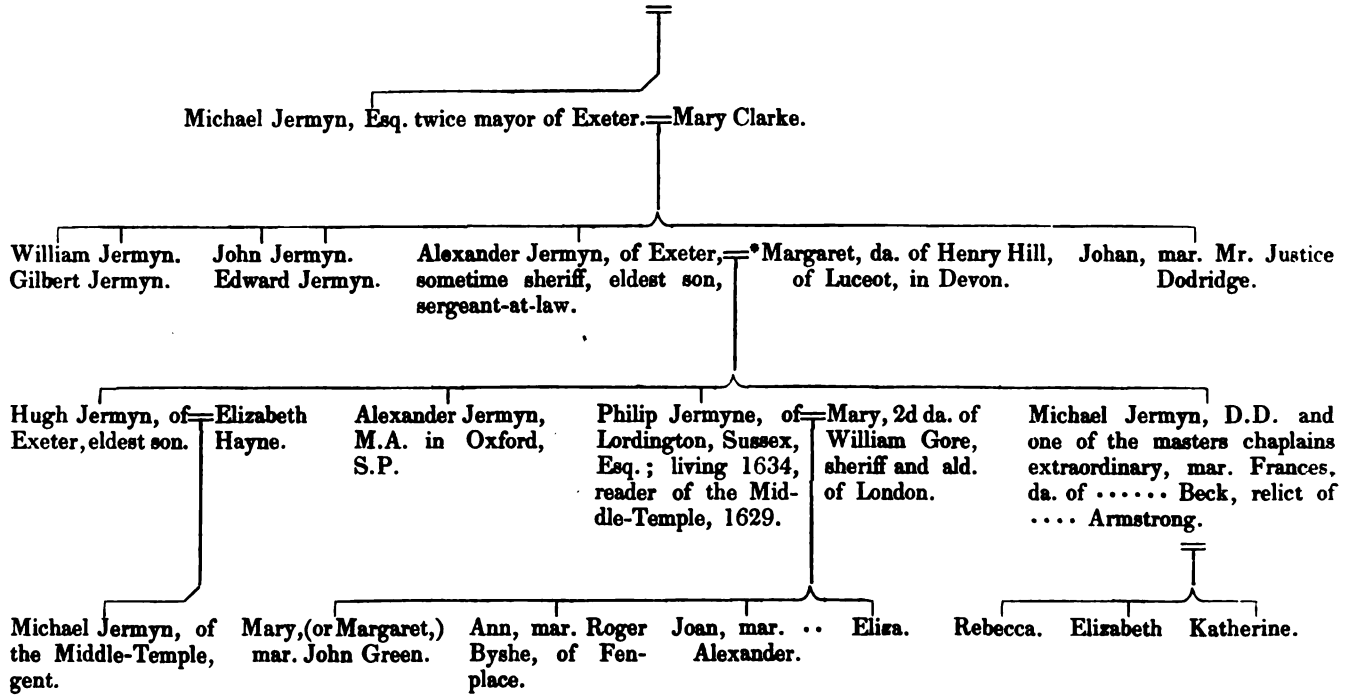 Michael Jermyn, Esq. twice mayor of Exeter.=Mary Clarke.
William Jermyn.
Gilbert Jermyn.
John Jermyn.
Edward Jermyn.
Alexander Jermyn, of Exeter,=
sometime sheriff, eldest son,
sergeant-at-law.
*Margaret, da. of Henry Hill,
of Luceot, in Devon.
Johan, mar. Mr. Justice
Dodridge.
Hugh Jermyn, of=
Exeter, eldest son.
Elizabeth
Hayne.
Alexander Jermyn,
M.A. in Oxford,
S.P.
Philip Jermyne, of=
Lordington, Sussex,
Esq.; living 1634,
reader of the Mid-
dle-Temple, 1629.
Mary, 2d da. of
William Gore,
sheriff and ald.
of London.
Michael Jermyn, D.D. and
one of the masters chaplains
extraordinary, mar. Frances,
da. of ······ Beck, relict of
···· Armstrong.
Michael Jermyn, of
the Middle-Temple,
gent.
Mary,(or Margaret,)
mar. John Green.
Ann, mar. Roger
Byshe, of Fen-
place.
Joan, mar. ··
Alexander.
Eliza.
Rebecca.
Elizabeth
Katherine.